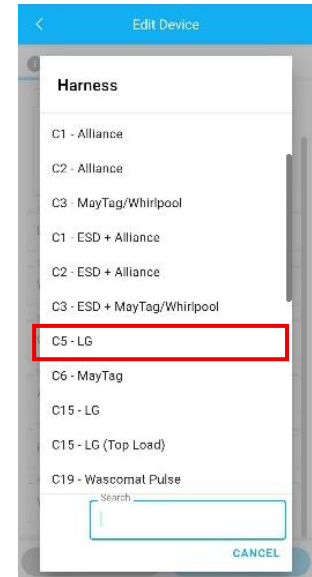 Edit Device
Harness
C1 - Alliance
C2 - Alliance
C3 - MayTag/Whirlpool
C1 - ESD + Alliance
C2 - ESD + Alliance
C3 - ESD + MayTag/Whirlpool
C5 - LG
C6 - MayTag
C15 - LG
C15 - LG (Top Load)
C19 - Wascomat Pulse
Search
CANCEL